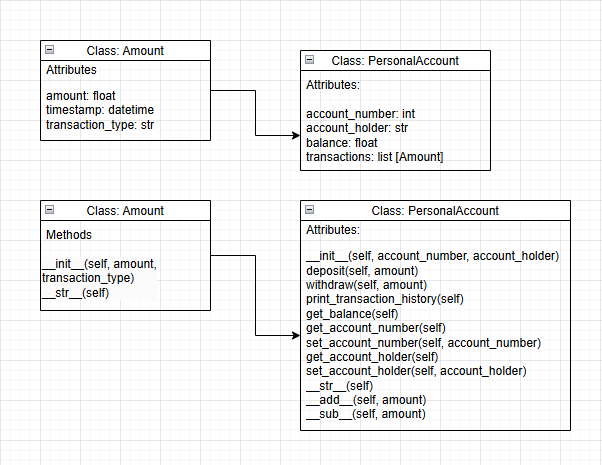 Class: Amount
Attributes
amount: float
timestamp: datetime
transaction_type: str
Class: PersonalAccount
Attributes:
account_number: int
account_holder: str
balance: float
transactions: list [Amount]
Class: Amount
Methods
__init__(self, amount,
transaction_type)
__str__(self)
Class: PersonalAccount
Attributes:
__init__(self, account_number, account_holder)
deposit(self, amount)
withdraw(self, amount)
print_transaction_history(self)
get_balance(self)
get_account_number(self)
set_account_number(self, account_number)
get_account_holder(self)
set_account_holder(self, account_holder)
__str__(self)
__add__(self, amount)
__sub__(self, amount)